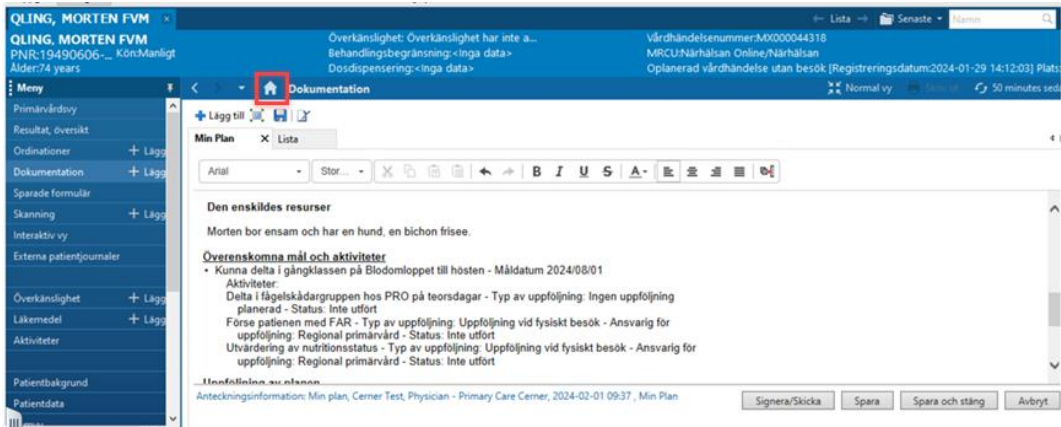 QLING, MORTEN FVM ×
← Lista → Senaste Namn
QLING, MORTEN FVM
PNR:19490606-... Kön:Manligt
Ålder:74 years
Överkänslighet: Överkänslighet har inte a...
Behandlingsbegränsning:<Inga data>
Dosdispensering:<Inga data>
Vårdhändelsenummer:MX000044318
MRCU:Närhälsan Online/Närhälsan
Oplanerad vårdhändelse utan besök [Registreringsdatum:2024-01-29 14:12:03] Plats:
Meny
Dokumentation
Normal vy 50 minutes seda
Primärvårdsvy
Resultat, översikt
Ordinationer + Lägg
Dokumentation + Lägg
Sparade formulär
Skanning + Lägg
Interaktiv vy
Externa patientjournaler
Överkänslighet + Lägg
Läkemedel + Lägg
Aktiviteter
Patientbakgrund
Patientdata
+ Lägg till
Min Plan X Lista
Arial Stor... B I U S A
Den enskildes resurser
Morten bor ensam och har en hund, en bichon frisee.
Överenskomna mål och aktiviteter
• Kunna delta i gångklassen på Blodomloppet till hösten - Måldatum 2024/08/01
Aktiviteter:
Delta i fågelskådargruppen hos PRO på teorsdagar - Typ av uppföljning: Ingen uppföljning
planerad - Status: Inte utfört
Förse patienen med FAR - Typ av uppföljning: Uppföljning vid fysiskt besök - Ansvarig för
uppföljning: Regional primärvård - Status: Inte utfört
Utvärdering av nutritionsstatus - Typ av uppföljning: Uppföljning vid fysiskt besök - Ansvarig för
uppföljning: Regional primärvård - Status: Inte utfört
Uppföljning av planen
Anteckningsinformation: Min plan, Cerner Test, Physician - Primary Care Cerner, 2024-02-01 09:37 , Min Plan
Signera/Skicka Spara Spara och stäng Avbryt